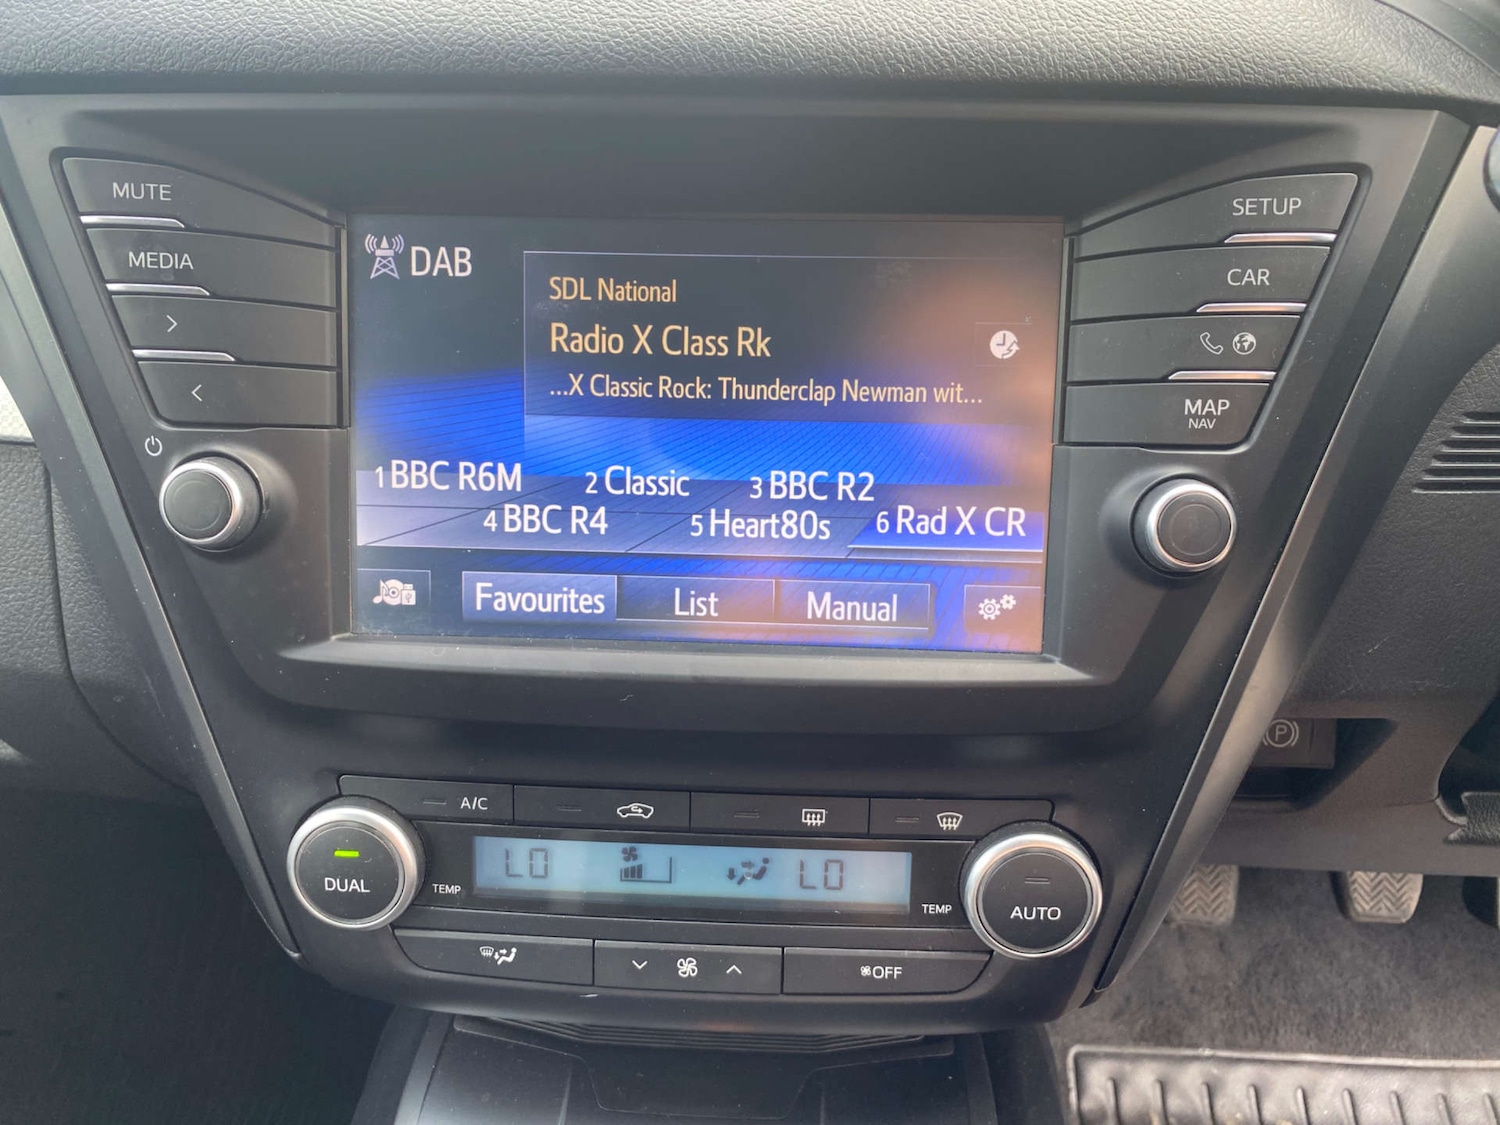 MUTE
MEDIA
SETUP
CAR
MAP
NAV
DAB
SDL National
Radio X Class Rk
...X Classic Rock: Thunderclap Newman wit...
1 BBC R6M 2 Classic 3 BBC R2
4 BBC R4 5 Heart80s 6 Rad X CR
Favourites List Manual
A/C
DUAL
TEMP
LO LO
TEMP
AUTO
OFF
P